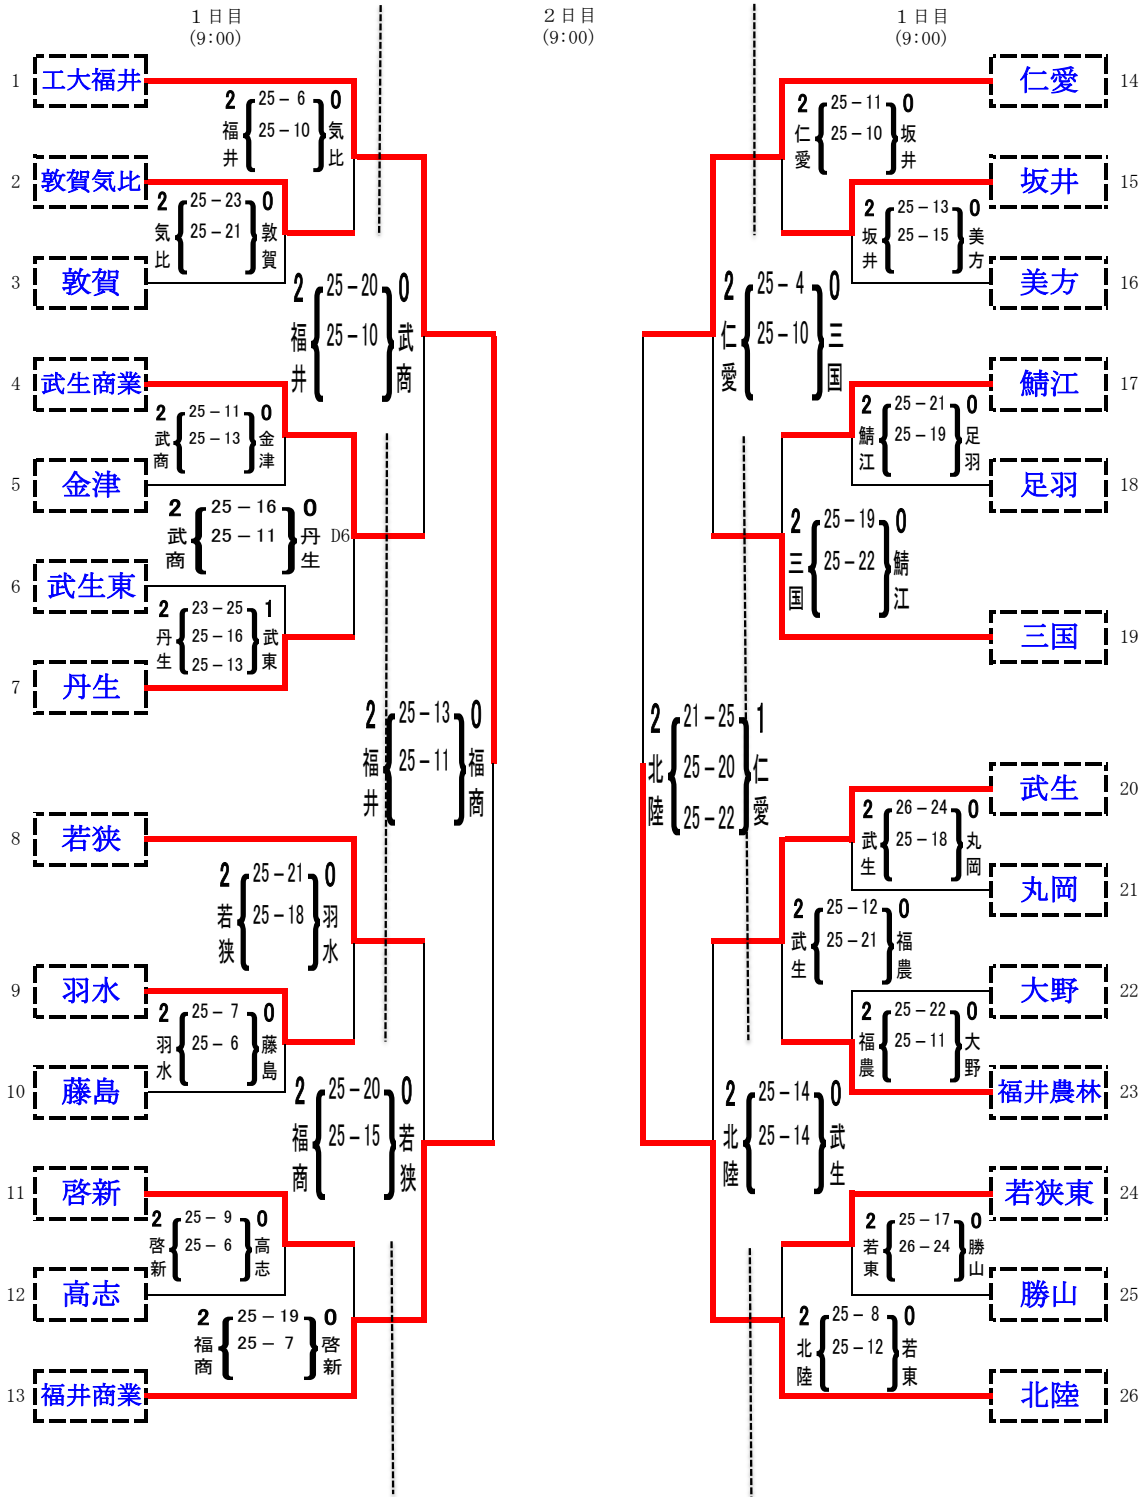 １日目
(9:00)
２日目
(9:00)
１日目
(9:00)
1 工大福井
2 25－ 6 0
福井 25－10 気比
2 敦賀気比
2 25－23 0
気比 25－21 敦賀
3 敦賀
2 25－20 0
福井 25－10 武商
4 武生商業
2 25－11 0
武商 25－13 金津
5 金津
2 25－16 0
武商 25－11 丹生 D6
6 武生東
2 23－25 1
丹生 25－16 武東
25－13
7 丹生
2 25－13 0
福井 25－11 福商
8 若狭
2 25－21 0
若狭 25－18 羽水
9 羽水
2 25－ 7 0
羽水 25－ 6 藤島
10 藤島
2 25－20 0
福商 25－15 若狭
11 啓新
2 25－ 9 0
啓新 25－ 6 高志
12 高志
2 25－19 0
福商 25－ 7 啓新
13 福井商業
仁愛 14
2 25－11 0
仁愛 25－10 坂井
坂井 15
2 25－13 0
坂井 25－15 美方
美方 16
2 25－ 4 0
仁愛 25－10 三国
鯖江 17
2 25－21 0
鯖江 25－19 足羽
足羽 18
2 25－19 0
三国 25－22 鯖江
三国 19
2 21－25 1
北陸 25－20 仁愛
25－22
武生 20
2 26－24 0
武生 25－18 丸岡
丸岡 21
2 25－12 0
武生 25－21 福農
大野 22
2 25－22 0
福農 25－11 大野
福井農林 23
2 25－14 0
北陸 25－14 武生
若狭東 24
2 25－17 0
若東 26－24 勝山
勝山 25
2 25－ 8 0
北陸 25－12 若東
北陸 26